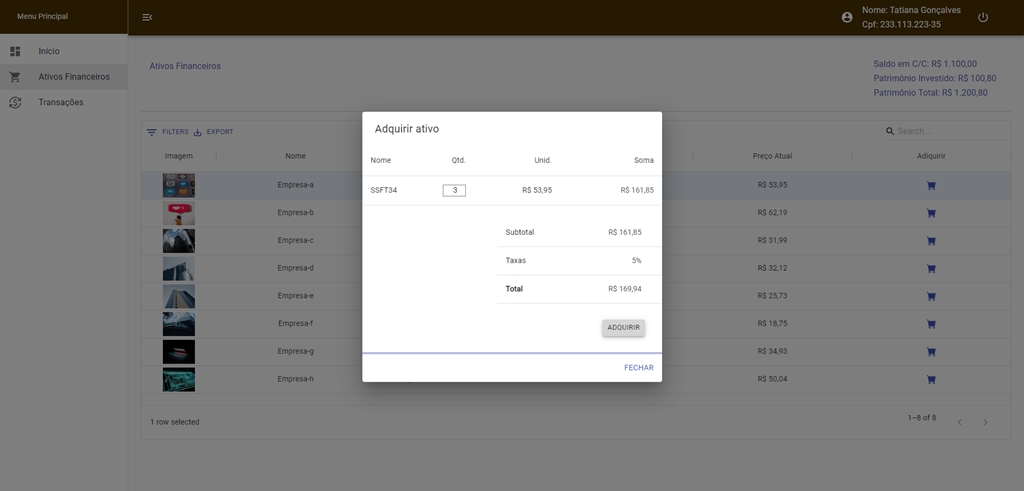 Menu Principal
Nome: Tatiana Gonçalves
Cpf: 233.113.223-35
Início
Ativos Financeiros
Transações
Ativos Financeiros
Saldo em C/C: R$ 1.100,00
Patrimônio Investido: R$ 100,80
Patrimônio Total: R$ 1.200,80
FILTERS EXPORT
Search...
Imagem Nome Preço Atual Adquirir
Empresa-a R$ 53,95
Empresa-b R$ 62,19
Empresa-c R$ 31,99
Empresa-d R$ 32,12
Empresa-e R$ 25,73
Empresa-f R$ 18,75
Empresa-g R$ 34,93
Empresa-h R$ 50,04
1 row selected 1–8 of 8
Adquirir ativo
Nome Qtd. Unid. Soma
SSFT34 3 R$ 53,95 R$ 161,85
Subtotal R$ 161,85
Taxas 5%
Total R$ 169,94
ADQUIRIR
FECHAR